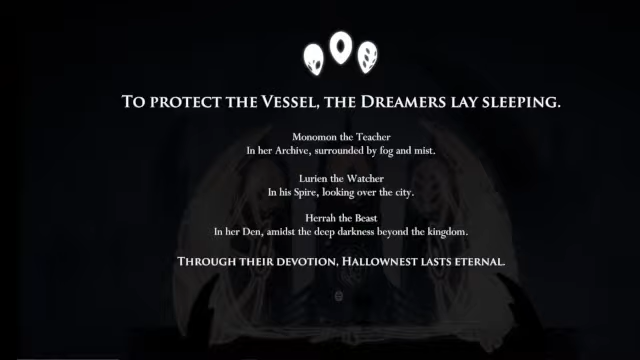 To protect the Vessel, the Dreamers lay sleeping.
Monomon the Teacher
In her Archive, surrounded by fog and mist.
Lurien the Watcher
In his Spire, looking over the city.
Herrah the Beast
In her Den, amidst the deep darkness beyond the kingdom.
Through their devotion, Hallownest lasts eternal.